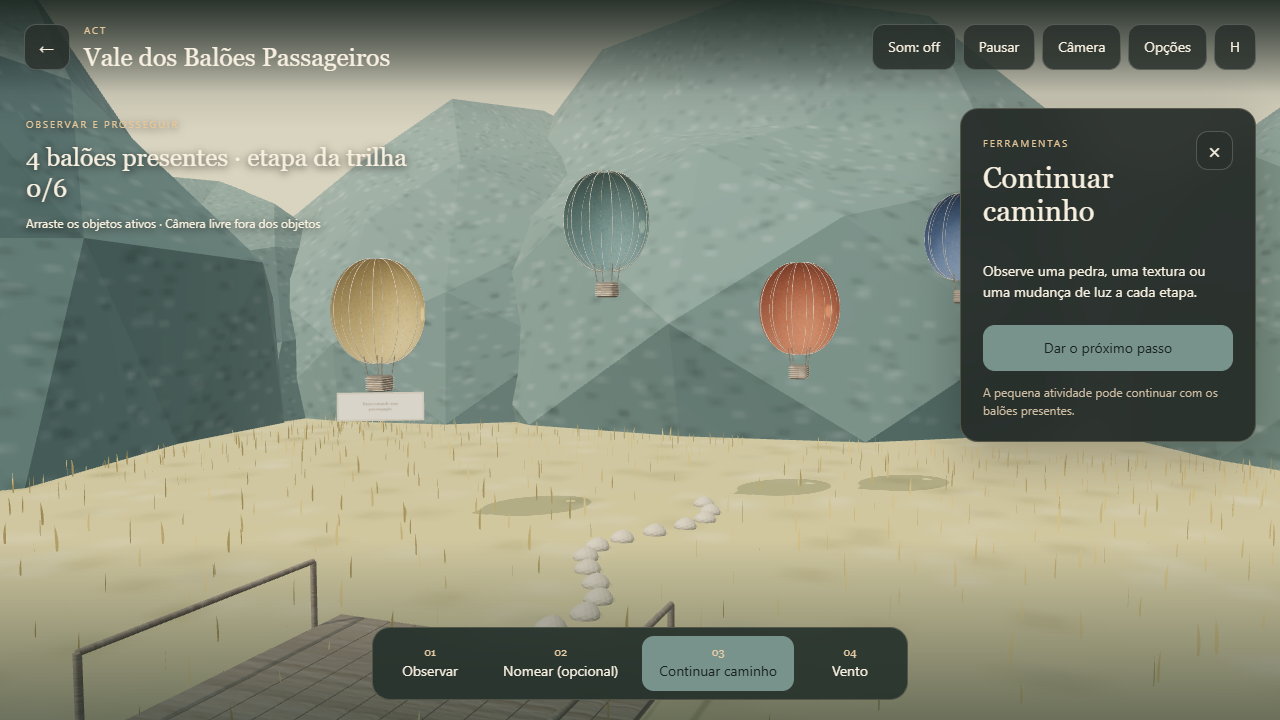 ←
ACT
Vale dos Balões Passageiros
Som: off
Pausar
Câmera
Opções
H
OBSERVAR E PROSSEGUIR
4 balões presentes · etapa da trilha
0/6
Arraste os objetos ativos · Câmera livre fora dos objetos
FERRAMENTAS
×
Continuar
caminho
Observe uma pedra, uma textura ou
uma mudança de luz a cada etapa.
Dar o próximo passo
A pequena atividade pode continuar com os
balões presentes.
01
Observar
02
Nomear (opcional)
03
Continuar caminho
04
Vento